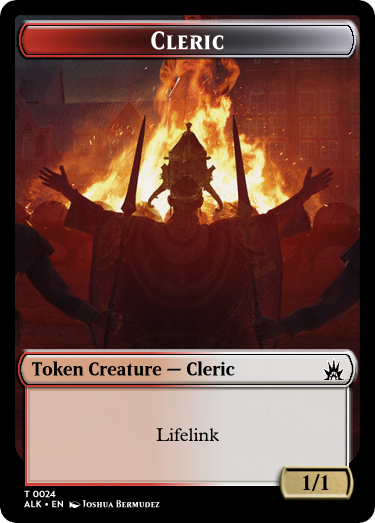 Cleric
Token Creature — Cleric
Lifelink
1/1
T 0024
ALK • EN Joshua Bermudez